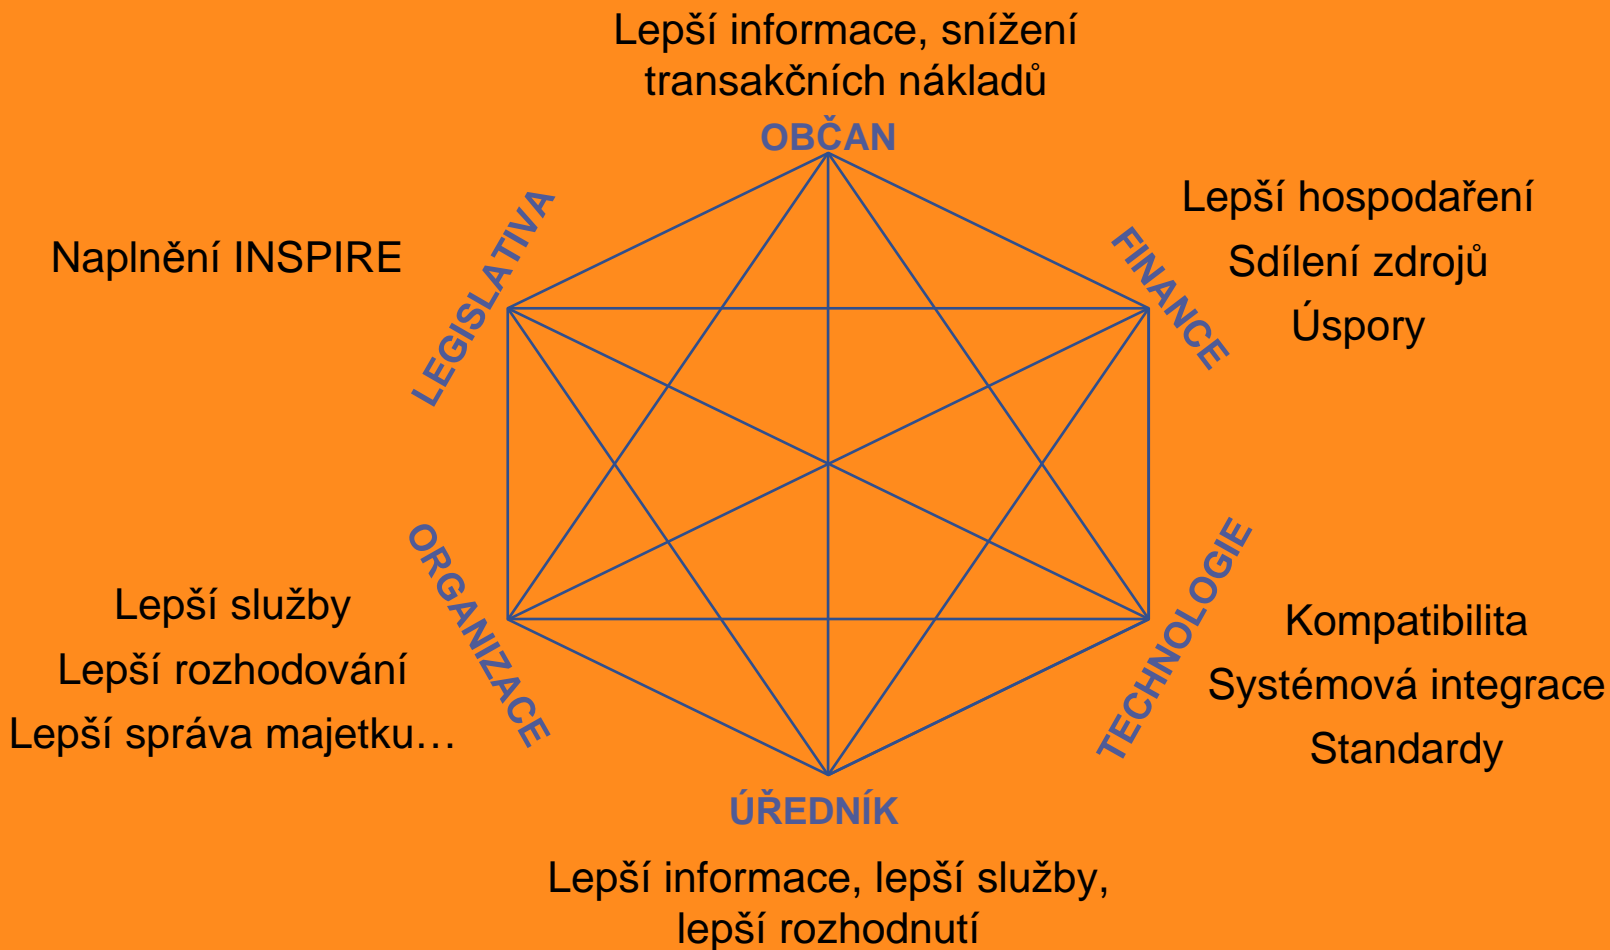 Lepší informace, snížení
transakčních nákladů
OBČAN
LEGISLATIVA
Naplnění INSPIRE
FINANCE
Lepší hospodaření
Sdílení zdrojů
Úspory
ORGANIZACE
Lepší služby
Lepší rozhodování
Lepší správa majetku…
TECHNOLOGIE
Kompatibilita
Systémová integrace
Standardy
ÚŘEDNÍK
Lepší informace, lepší služby,
lepší rozhodnutí